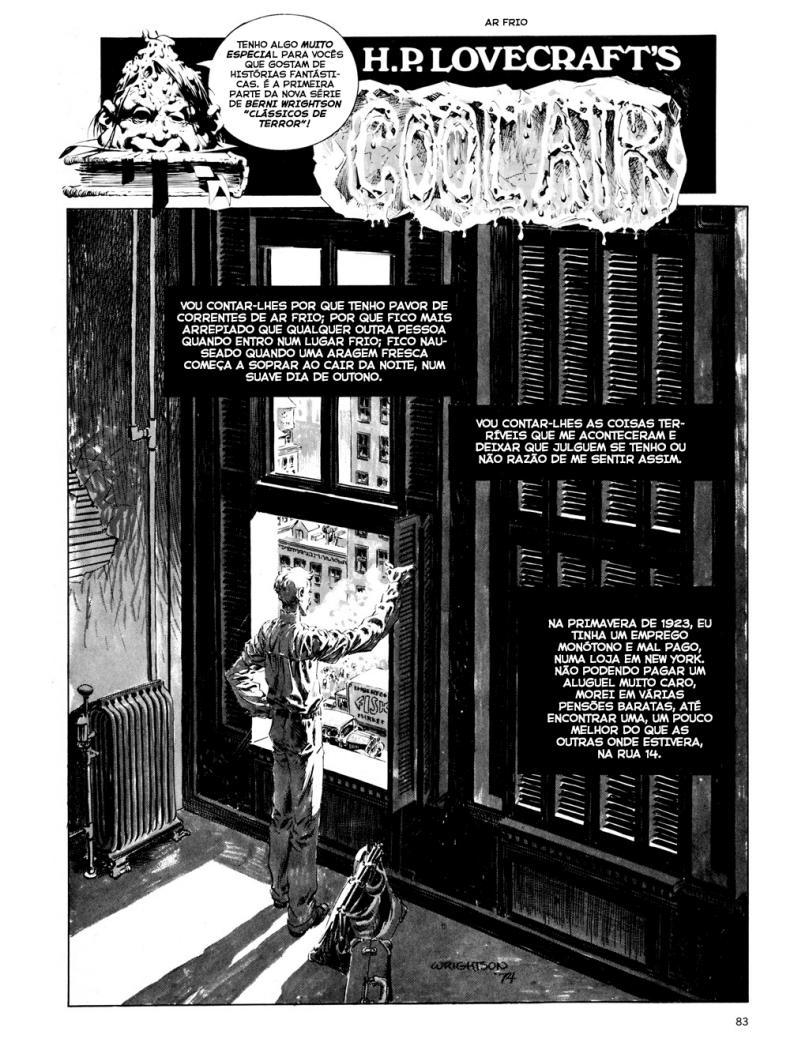 AR FRIO
TENHO ALGO MUITO
ESPECIAL PARA VOCÊS
QUE GOSTAM DE
HISTÓRIAS FANTÁSTI-
CAS. É A PRIMEIRA
PARTE DA NOVA SÉRIE
DE BERNI WRIGHTSON
"CLÁSSICOS DE
TERROR"!
H.P. LOVECRAFT'S
COOL AIR
VOU CONTAR-LHES POR QUE TENHO PAVOR DE
CORRENTES DE AR FRIO; POR QUE FICO MAIS
ARREPIADO QUE QUALQUER OUTRA PESSOA
QUANDO ENTRO NUM LUGAR FRIO; FICO NAU-
SEADO QUANDO UMA ARAGEM FRESCA
COMEÇA A SOPRAR AO CAIR DA NOITE, NUM
SUAVE DIA DE OUTONO.
VOU CONTAR-LHES AS COISAS TER-
RÍVEIS QUE ME ACONTECERAM E
DEIXAR QUE JULGUEM SE TENHO OU
NÃO RAZÃO DE ME SENTIR ASSIM.
NA PRIMAVERA DE 1923, EU
TINHA UM EMPREGO
MONÓTONO E MAL PAGO,
NUMA LOJA EM NEW YORK.
NÃO PODENDO PAGAR UM
ALUGUEL MUITO CARO,
MOREI EM VÁRIAS
PENSÕES BARATAS, ATÉ
ENCONTRAR UMA, UM POUCO
MELHOR DO QUE AS
OUTRAS ONDE ESTIVERA,
NA RUA 14.
FISH
MARKET
WRIGHTSON
'74
83